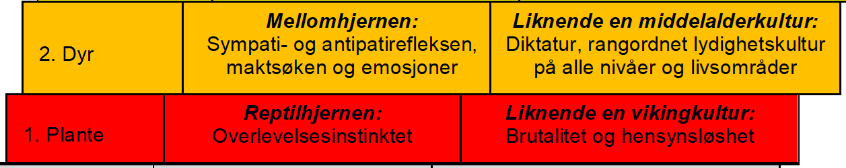 2. Dyr
Mellomhjernen:
Sympati- og antipatirefleksen,
maktsøken og emosjoner
Liknende en middelalderkultur:
Diktatur, rangordnet lydighetskultur
på alle nivåer og livsområder
1. Plante
Reptilhjernen:
Overlevelsesinstinktet
Liknende en vikingkultur:
Brutalitet og hensynsløshet